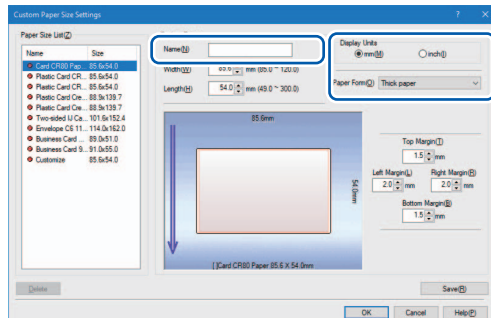 Custom Paper Size Settings
Paper Size List(Z)
Name Size
Card CR80 Pap... 85.6x54.0
Plastic Card CR... 85.6x54.0
Plastic Card CR... 85.6x54.0
Plastic Card Cre... 88.9x139.7
Plastic Card Cre... 88.9x139.7
Two-sided IJ Ca... 101.6x152.4
Envelope C6 11... 114.0x162.0
Business Card ... 89.0x51.0
Business Card 9... 91.0x55.0
Customize 85.6x54.0
Name(N)
Width(W) 85.6 mm (85.0 ~ 120.0)
Length(H) 54.0 mm (49.0 ~ 300.0)
Display Units
mm(M) inch(I)
Paper Form(O) Thick paper
85.6mm
54.0mm
[ ]Card CR80 Paper 85.6 X 54.0mm
Top Margin(T)
1.5 mm
Left Margin(L) Right Margin(R)
2.0 mm 2.0 mm
Bottom Margin(B)
1.5 mm
Delete
Save(R)
OK Cancel Help(P)